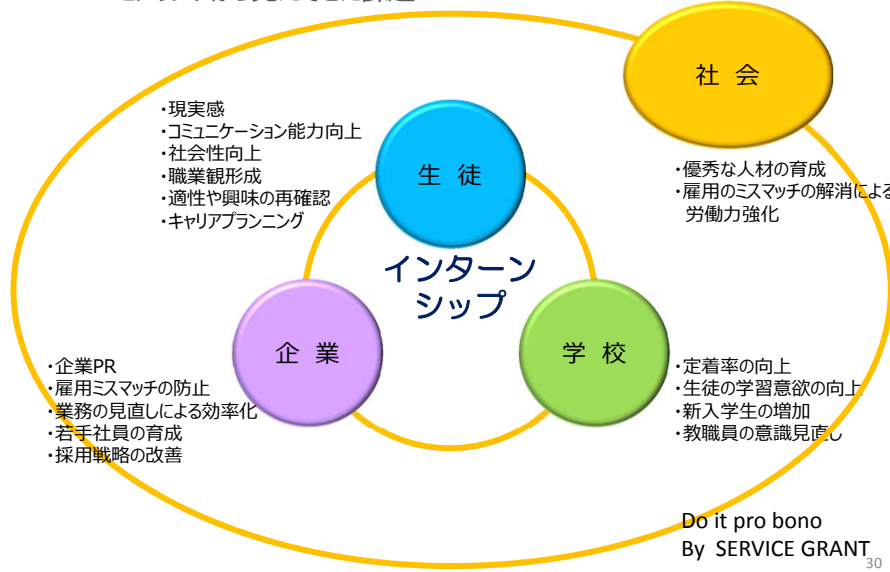 社 会
・現実感
・コミュニケーション能力向上
・社会性向上
・職業観形成
・適性や興味の再確認
・キャリアプランニング
生 徒
・優秀な人材の育成
・雇用のミスマッチの解消による
労働力強化
インターン
シップ
企 業
学 校
・企業PR
・雇用ミスマッチの防止
・業務の見直しによる効率化
・若手社員の育成
・採用戦略の改善
・定着率の向上
・生徒の学習意欲の向上
・新入学生の増加
・教職員の意識見直し
Do it pro bono
By SERVICE GRANT
30